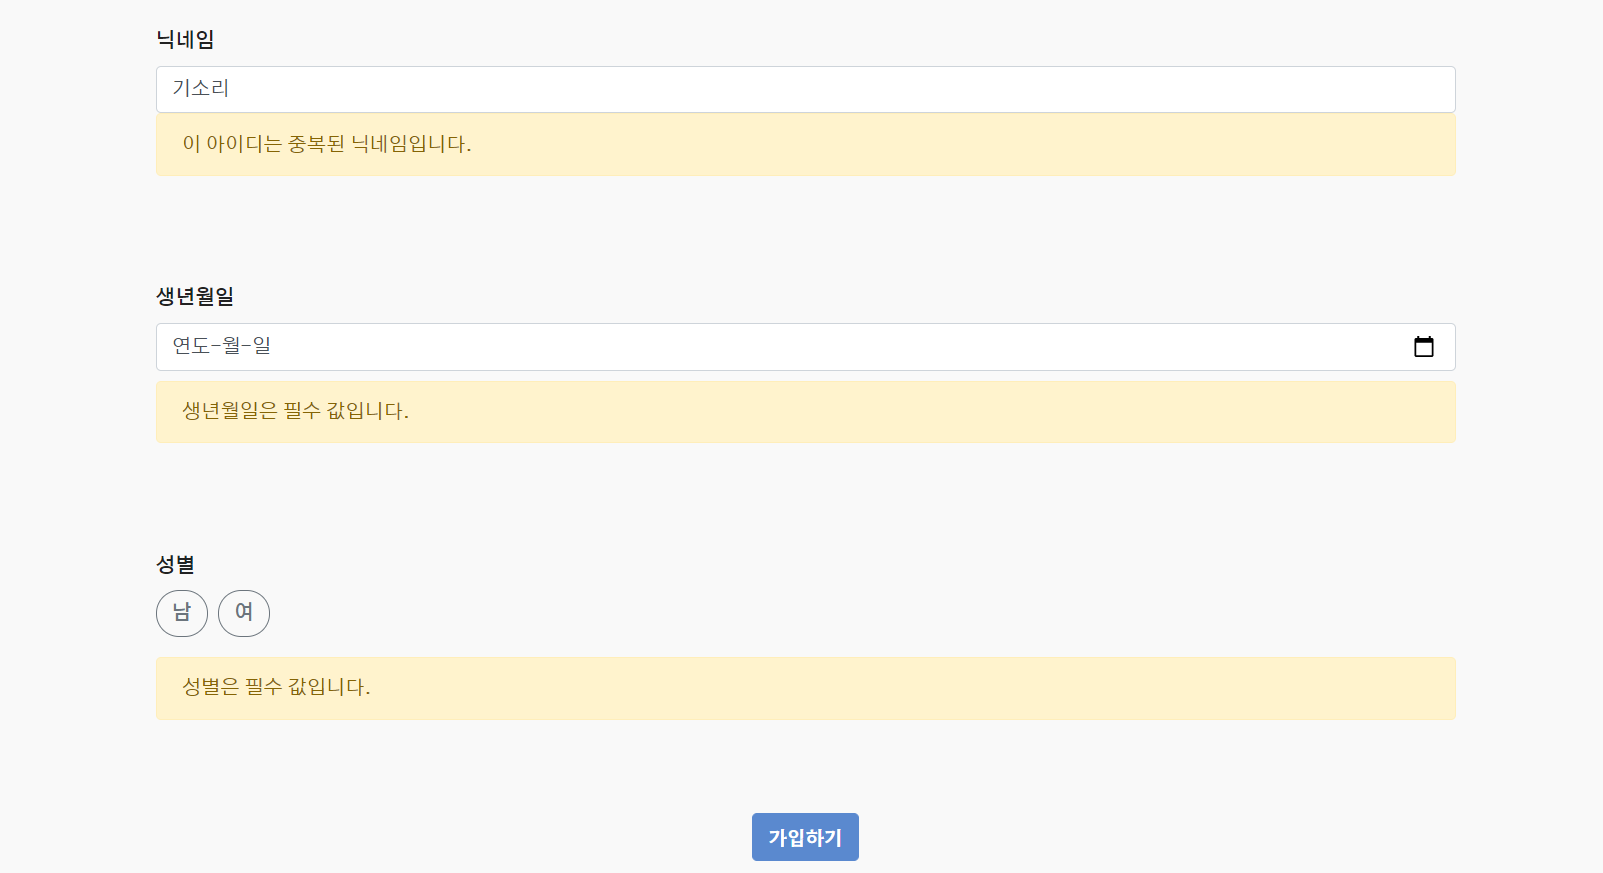 닉네임
기소리
이 아이디는 중복된 닉네임입니다.
생년월일
연도-월-일
생년월일은 필수 값입니다.
성별
남 여
성별은 필수 값입니다.
가입하기